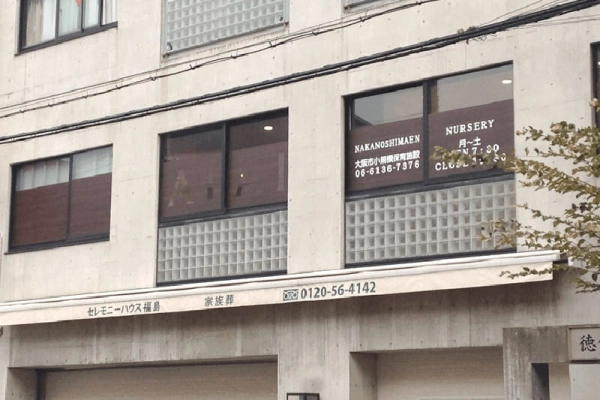 NAKANOSHIMAEN
大阪市小規模保育施設
06-6136-7376
NURSERY
月〜土
OPEN 7:30
セレモニーハウス福島 家族葬 0120-56-4142
徳